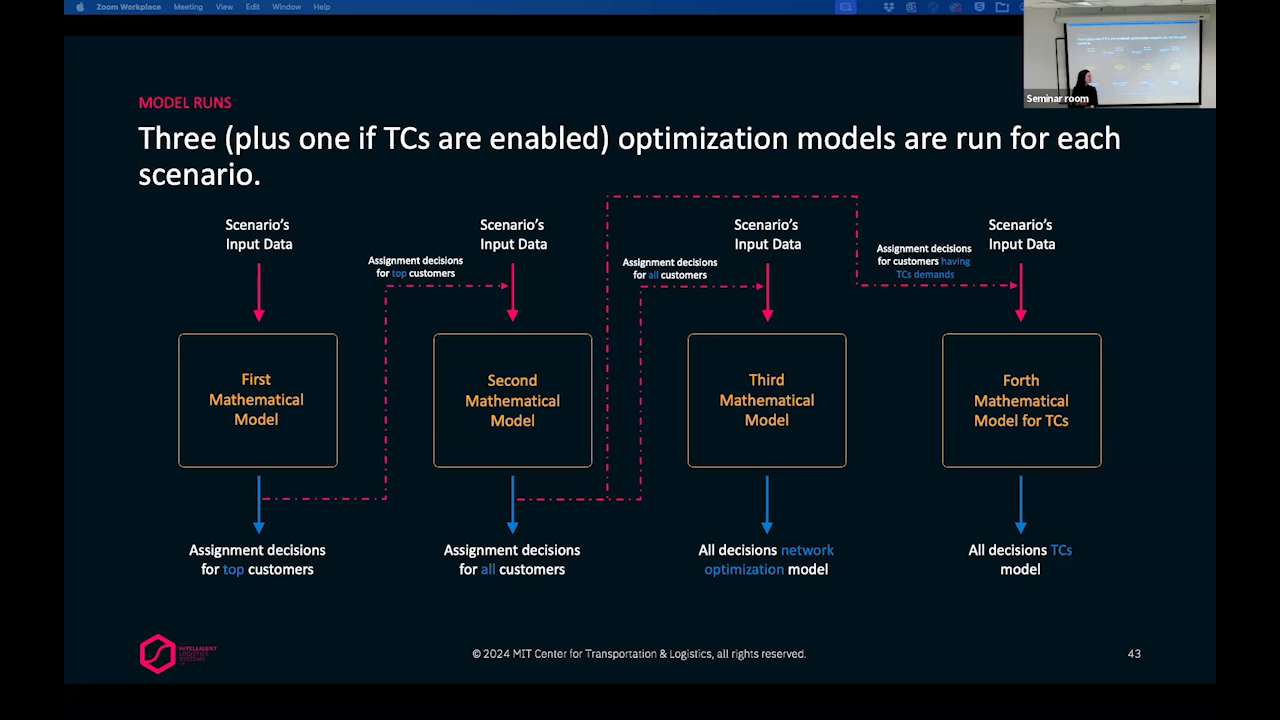 Zoom Workplace Meeting View Edit Window Help
Seminar room
MODEL RUNS
Three (plus one if TCs are enabled) optimization models are run for each
scenario.
Scenario's
Input Data
Assignment decisions
for top customers
Scenario's
Input Data
Assignment decisions
for all customers
Scenario's
Input Data
Assignment decisions
for customers having
TCs demands
Scenario's
Input Data
First
Mathematical
Model
Second
Mathematical
Model
Third
Mathematical
Model
Forth
Mathematical
Model for TCs
Assignment decisions
for top customers
Assignment decisions
for all customers
All decisions network
optimization model
All decisions TCs
model
INTELLIGENT
LOGISTICS
SYSTEMS
© 2024 MIT Center for Transportation & Logistics, all rights reserved.
43